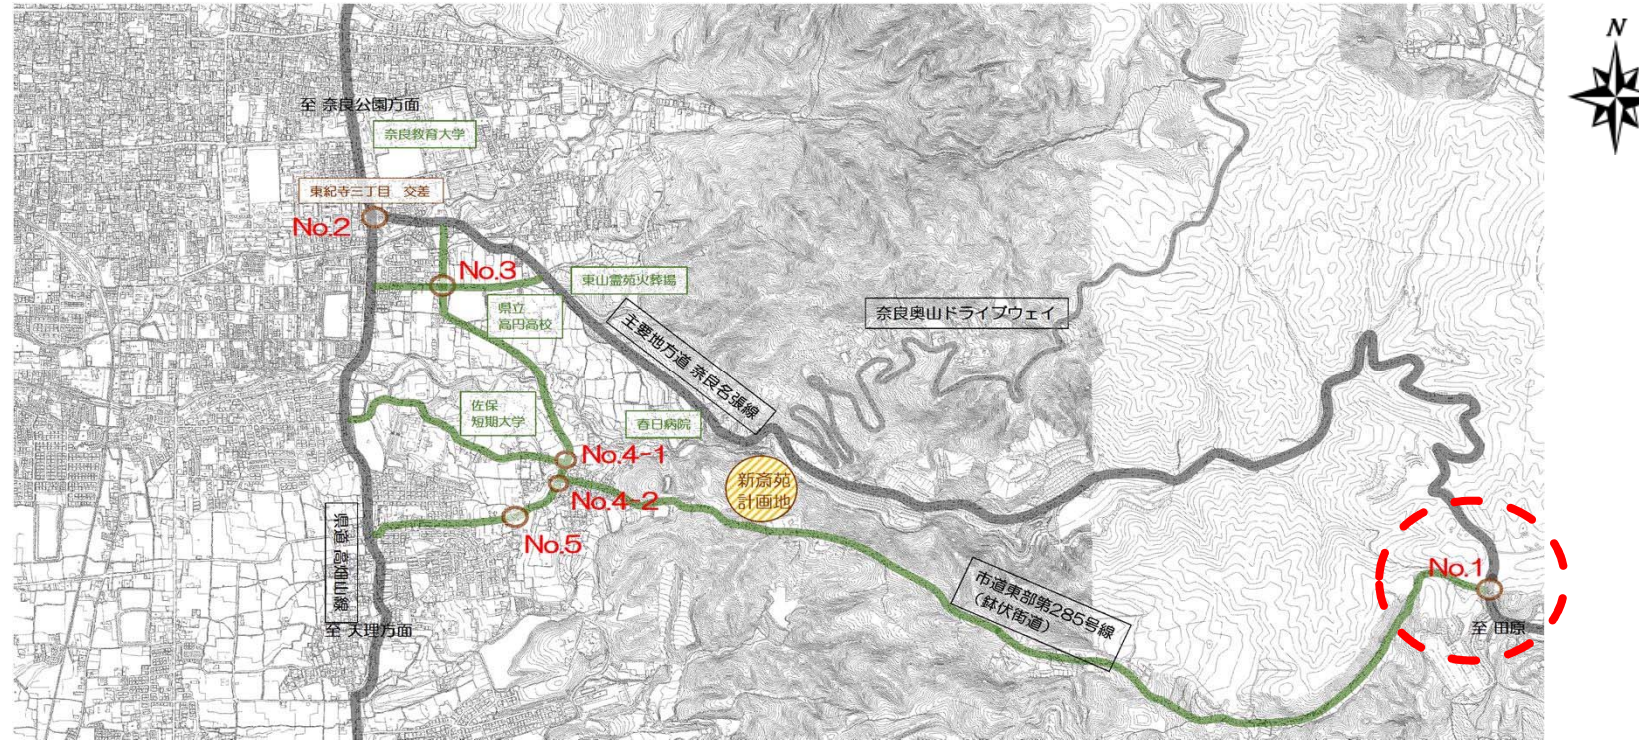 N
至 奈良公園方面
奈良教育大学
東紀寺三丁目 交差
No.2
No.3
東山霊苑火葬場
県立
高円高校
奈良奥山ドライブウェイ
主要地方道 奈良名張線
佐保
短期大学
春日病院
No.4-1
新斎苑
計画地
No.4-2
No.5
県道 高畑山線
至 天理方面
市道東部第285号線
(鉢伏街道)
No.1
至 田原